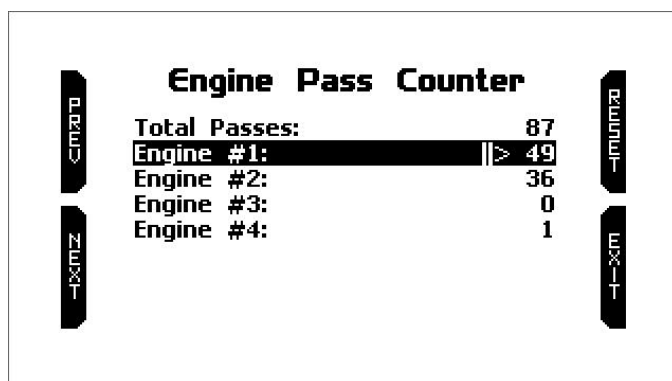 Engine Pass Counter
PREV
RESET
Total Passes: 87
Engine #1: ||> 49
Engine #2: 36
Engine #3: 0
Engine #4: 1
NEXT
EXIT